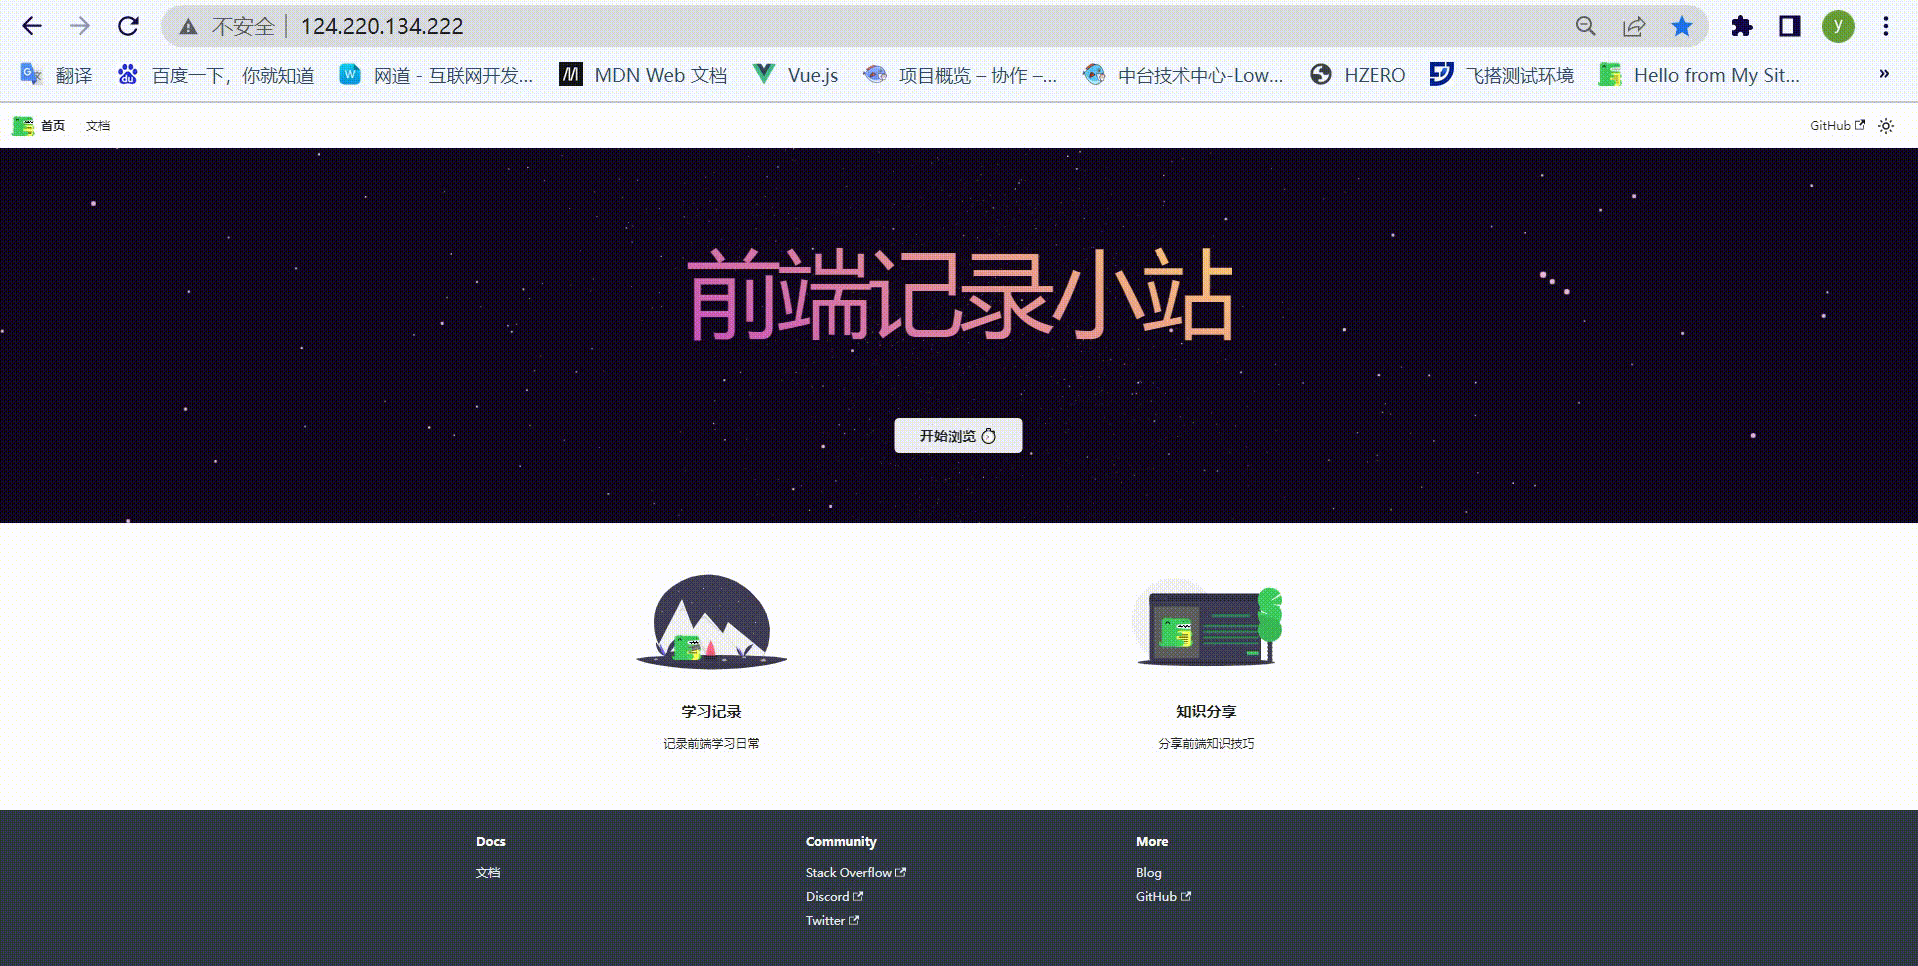 不安全 | 124.220.134.222
y
翻译 百度一下，你就知道 网道 - 互联网开发... MDN Web 文档 Vue.js 项目概览 – 协作 –... 中台技术中心-Low... HZERO 飞搭测试环境 Hello from My Sit... »
首页 文档 GitHub
前端记录小站
开始浏览
学习记录 知识分享
记录前端学习日常 分享前端知识技巧
Docs Community More
文档 Stack Overflow Blog
Discord GitHub
Twitter